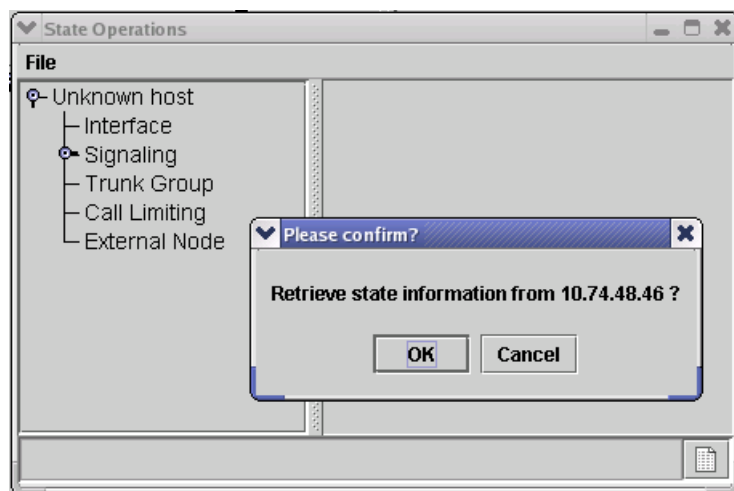 State Operations
File
Unknown host
Interface
Signaling
Trunk Group
Call Limiting
External Node
Please confirm?
Retrieve state information from 10.74.48.46 ?
OK
Cancel